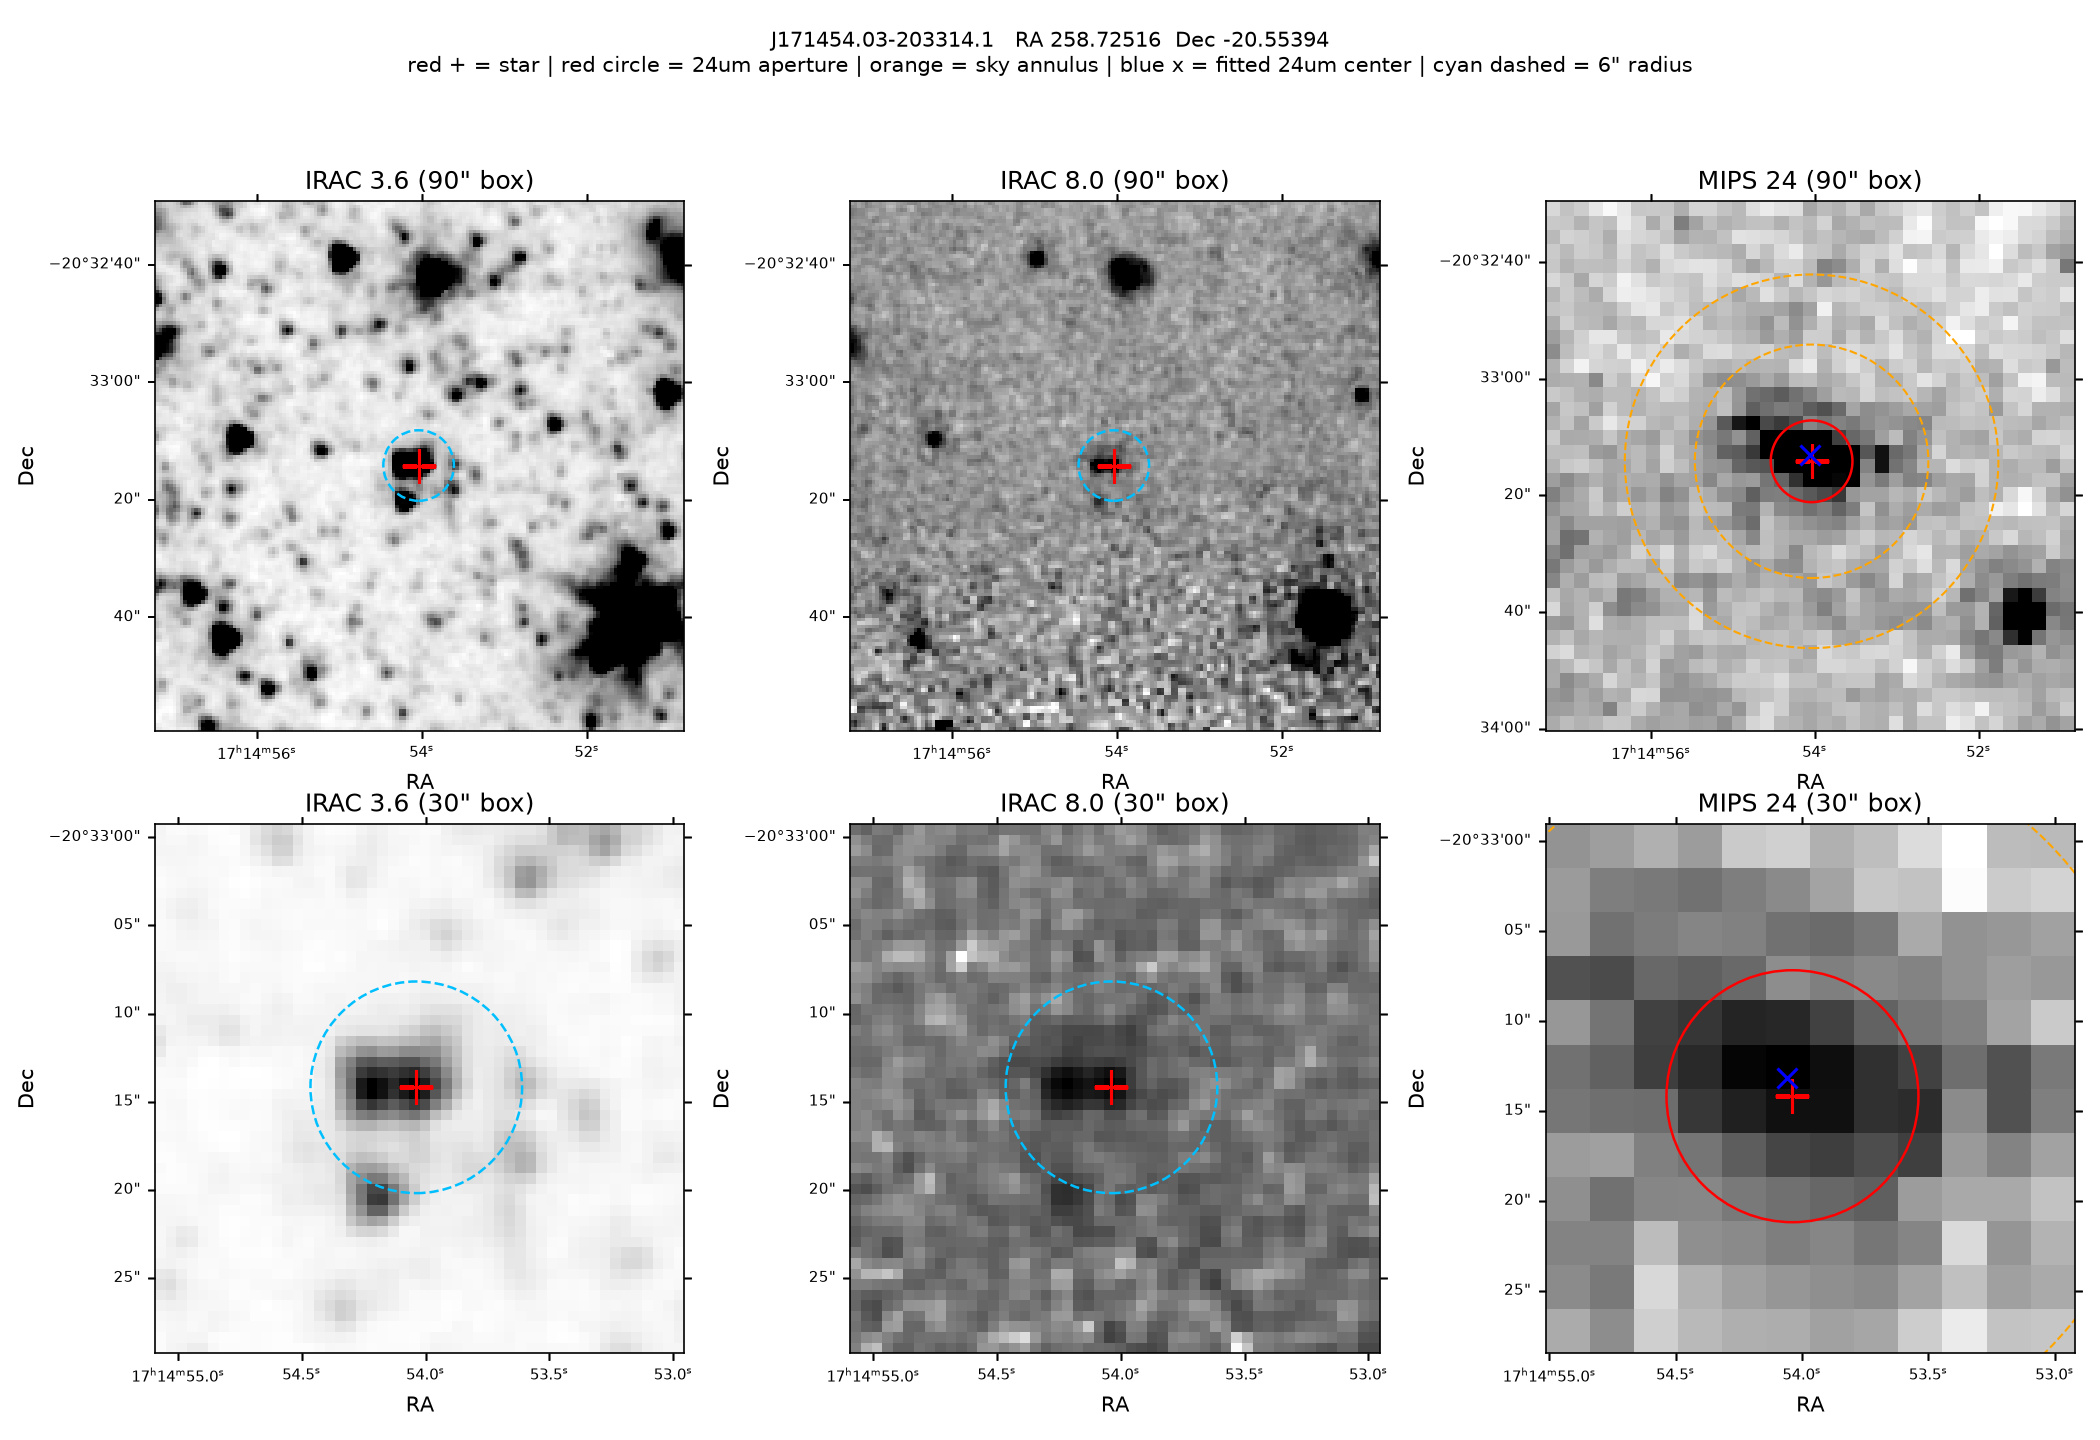 J171454.03-203314.1   RA 258.72516  Dec -20.55394
red + = star | red circle = 24um aperture | orange = sky annulus | blue x = fitted 24um center | cyan dashed = 6" radius
IRAC 3.6 (90" box)
IRAC 8.0 (90" box)
MIPS 24 (90" box)
Dec
−20°32'40"
33'00"
20"
40"
17ʰ14ᵐ56ˢ
54ˢ
52ˢ
RA
Dec
−20°32'40"
33'00"
20"
40"
17ʰ14ᵐ56ˢ
54ˢ
52ˢ
RA
Dec
−20°32'40"
33'00"
20"
40"
34'00"
17ʰ14ᵐ56ˢ
54ˢ
52ˢ
RA
IRAC 3.6 (30" box)
IRAC 8.0 (30" box)
MIPS 24 (30" box)
Dec
−20°33'00"
05"
10"
15"
20"
25"
17ʰ14ᵐ55.0ˢ
54.5ˢ
54.0ˢ
53.5ˢ
53.0ˢ
RA
Dec
−20°33'00"
05"
10"
15"
20"
25"
17ʰ14ᵐ55.0ˢ
54.5ˢ
54.0ˢ
53.5ˢ
53.0ˢ
RA
Dec
−20°33'00"
05"
10"
15"
20"
25"
17ʰ14ᵐ55.0ˢ
54.5ˢ
54.0ˢ
53.5ˢ
53.0ˢ
RA